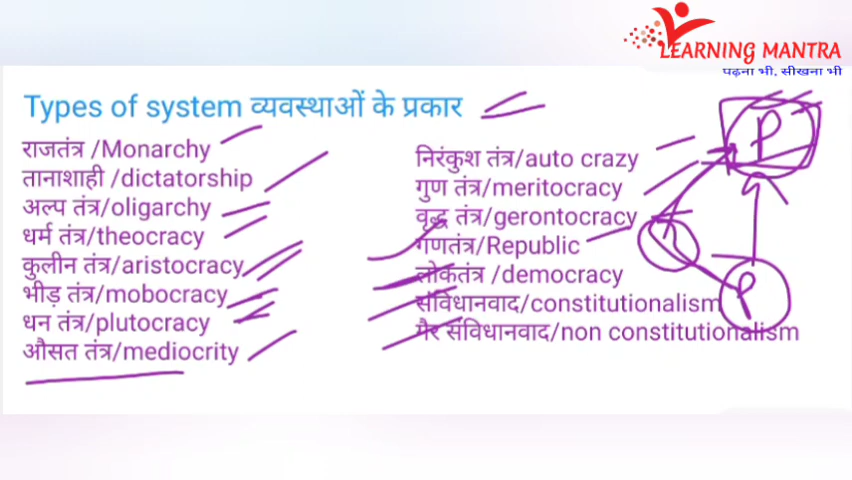 LEARNING MANTRA
पढ़ना भी, सीखना भी
Types of system व्यवस्थाओं के प्रकार
राजतंत्र /Monarchy
तानाशाही /dictatorship
अल्प तंत्र/oligarchy
धर्म तंत्र/theocracy
कुलीन तंत्र/aristocracy
भीड़ तंत्र/mobocracy
धन तंत्र/plutocracy
औसत तंत्र/mediocrity
निरंकुश तंत्र/auto crazy
गुण तंत्र/meritocracy
वृद्ध तंत्र/gerontocracy
गणतंत्र/Republic
लोकतंत्र /democracy
संविधानवाद/constitutionalism
गैर संविधानवाद/non constitutionalism
P
P